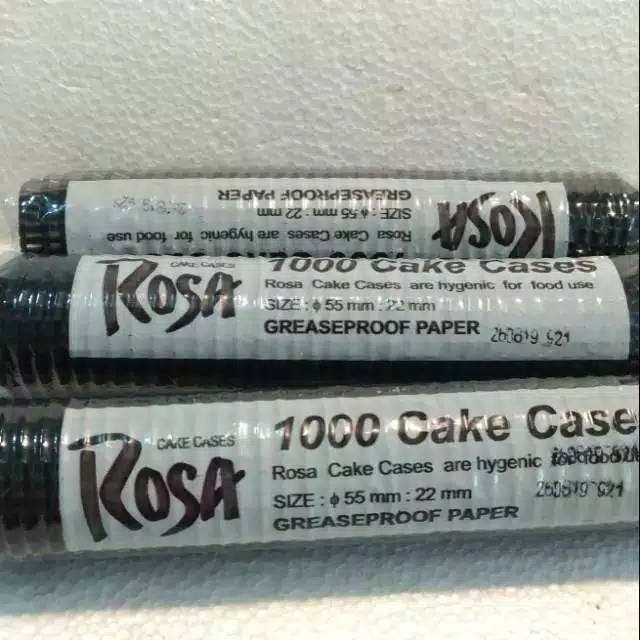 Rosa Cake Cases are hygenic for food use
SIZE : ϕ 55 mm : 22 mm
GREASEPROOF PAPER
ROSA
CAKE CASES
ROSA
1000 Cake Cases
Rosa Cake Cases are hygenic for food use
SIZE : ϕ 55 mm : 22 mm
GREASEPROOF PAPER
260819 921
CAKE CASES
ROSA
1000 Cake Case
Rosa Cake Cases are hygenic
SIZE : ϕ 55 mm : 22 mm
GREASEPROOF PAPER